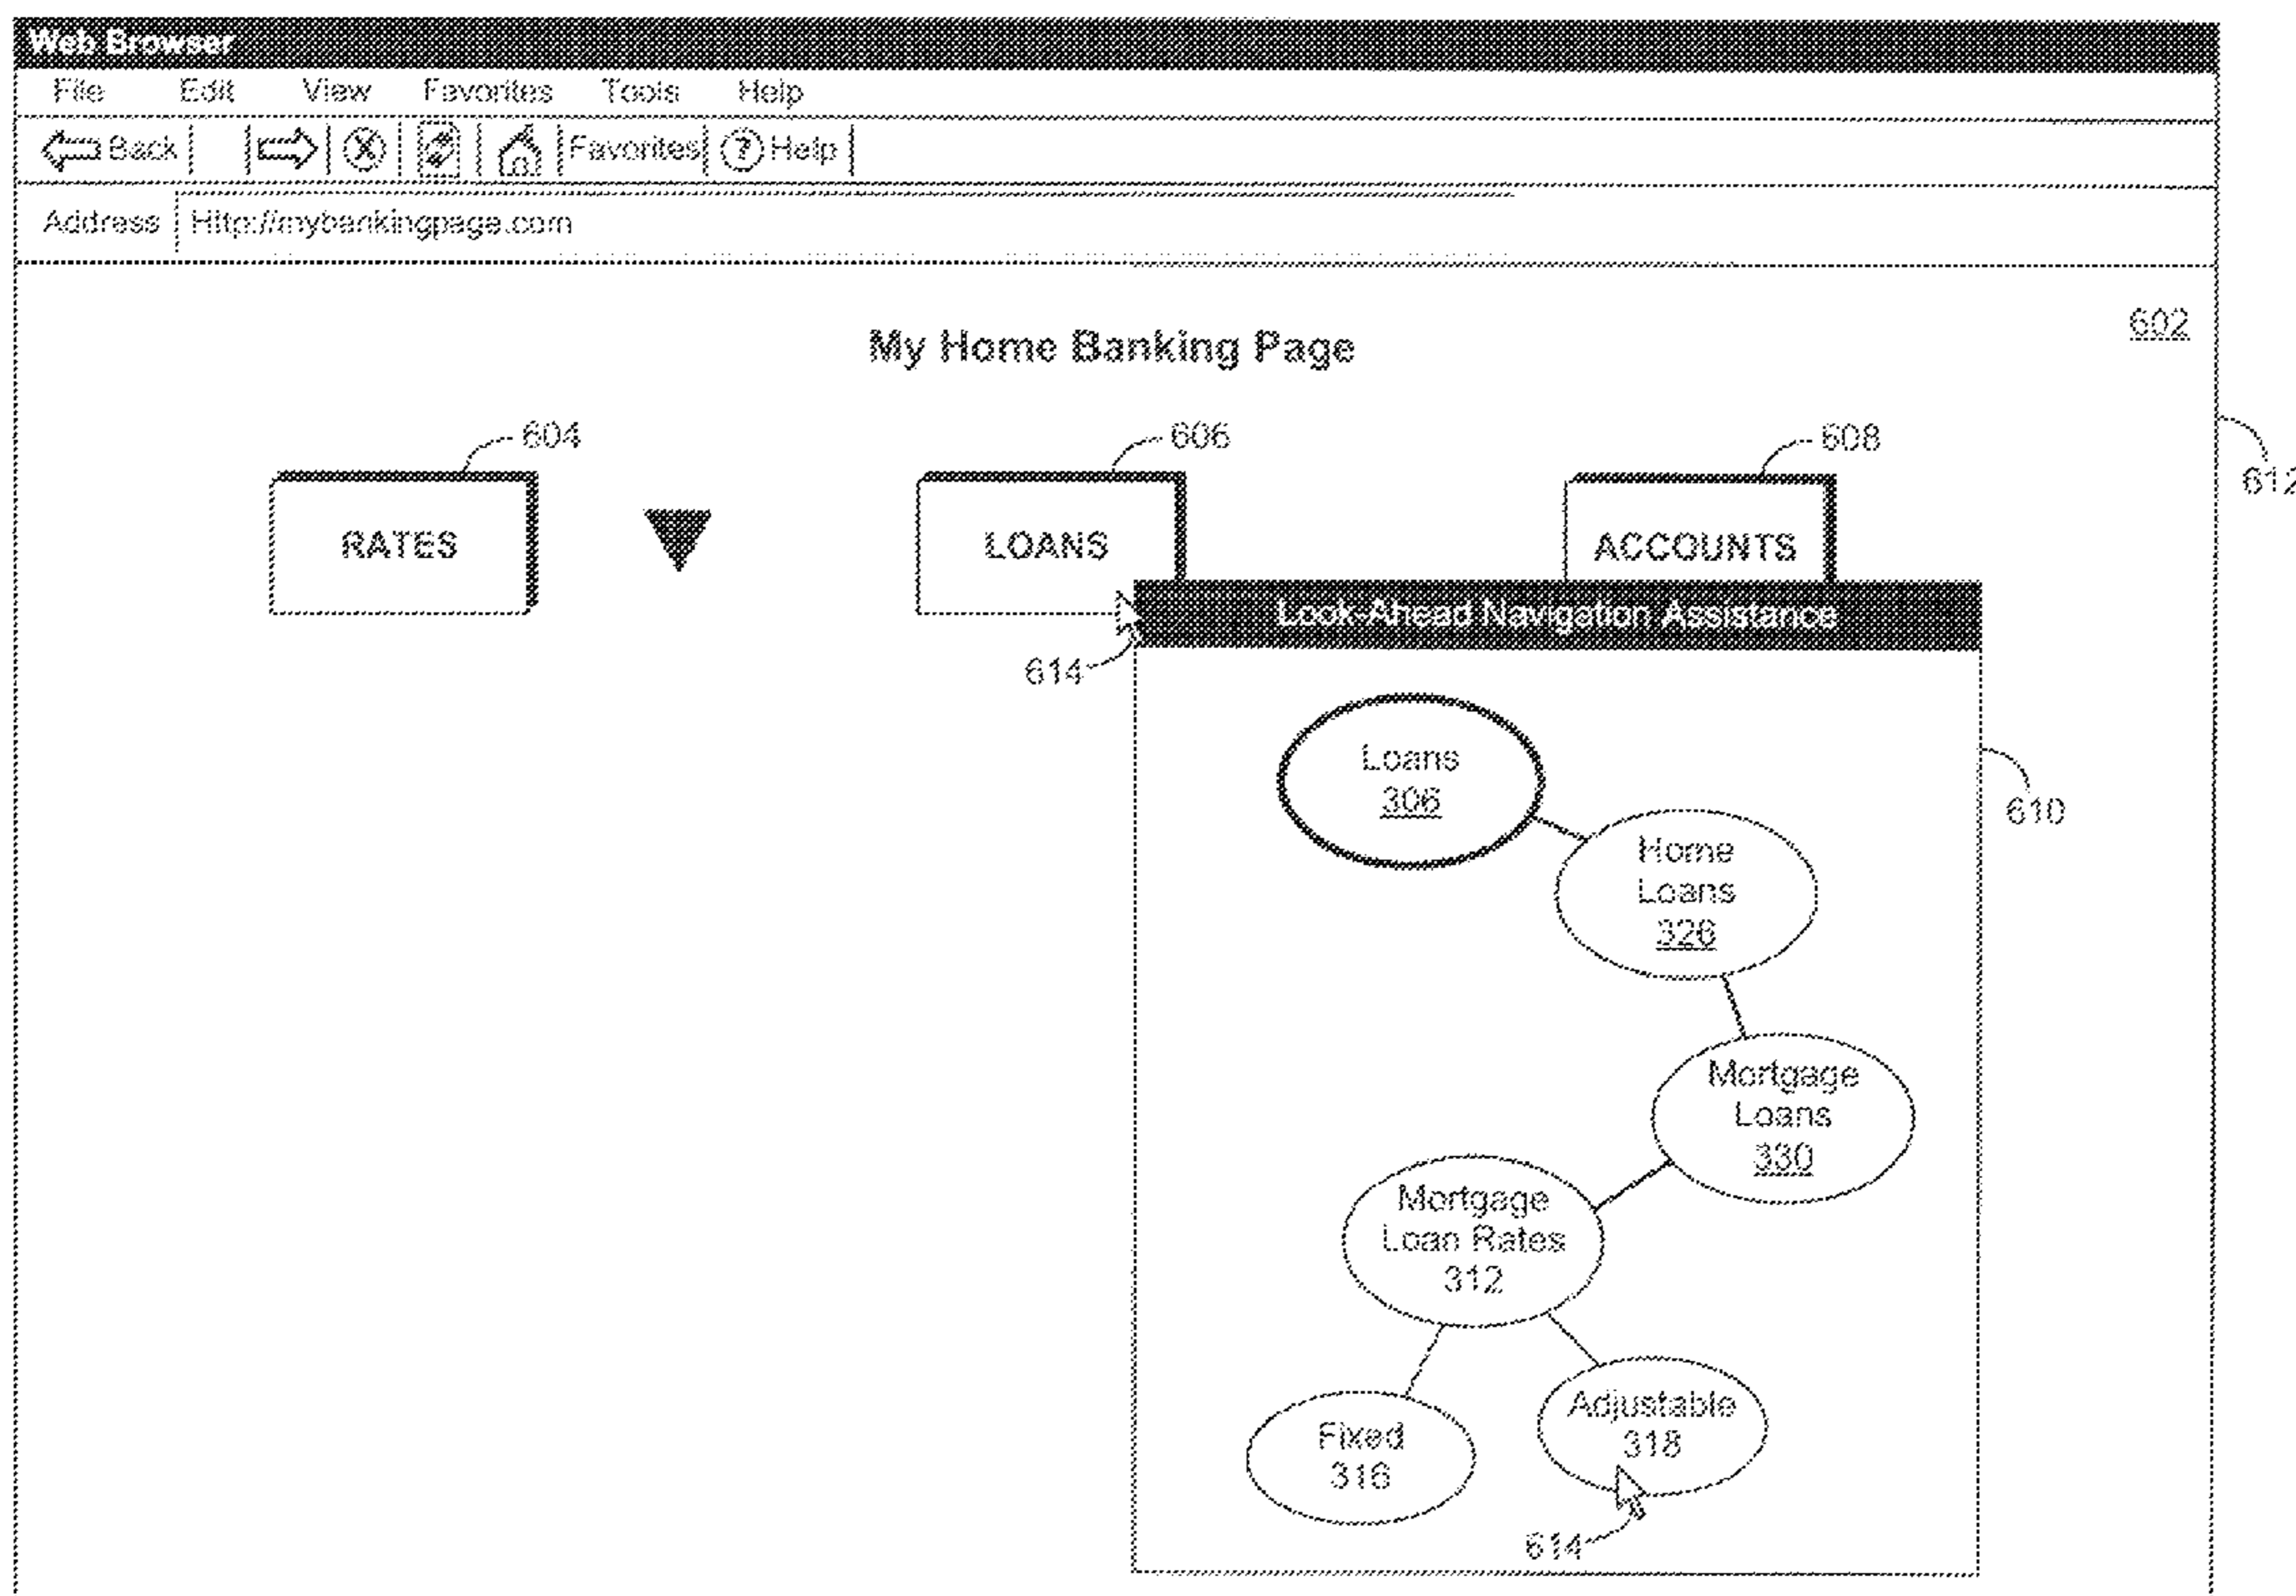 Web Browser
File Edit View Favorites Tools Help
Back Favorites ? Help
Address Http://mybankingpage.com
602
My Home Banking Page
604 606 608
612
RATES LOANS ACCOUNTS
Look-Ahead Navigation Assistance
614
Loans
306
610
Home
Loans
326
Mortgage
Loans
330
Mortgage
Loan Rates
312
Adjustable
318
Fixed
316
614